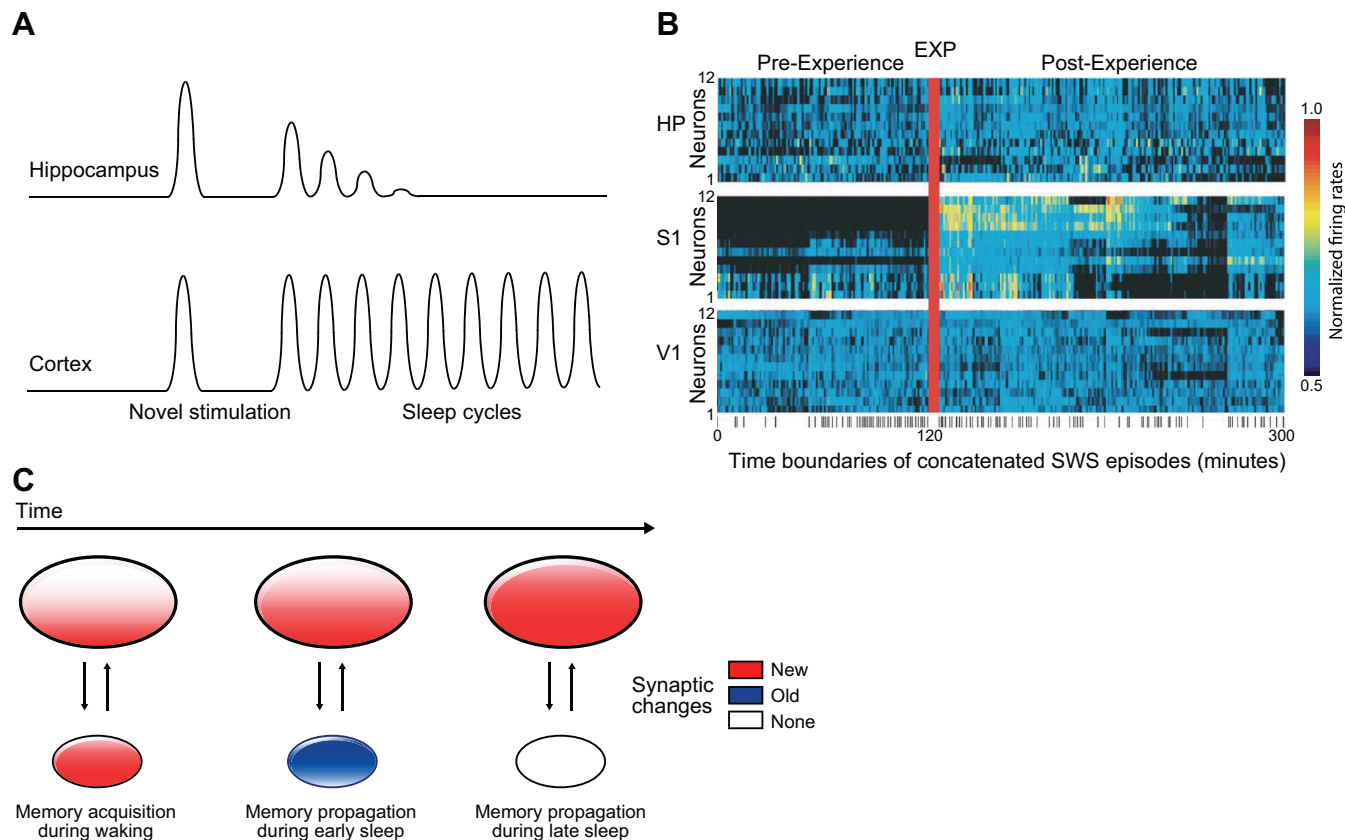 A
Hippocampus
Cortex
Novel stimulation
Sleep cycles
B
EXP
Pre-Experience
Post-Experience
12
HP
Neurons
1
12
S1
Neurons
1
12
V1
Neurons
1
0
120
300
Time boundaries of concatenated SWS episodes (minutes)
1.0
Normalized firing rates
0.5
C
Time
Synaptic
changes
New
Old
None
Memory acquisition
during waking
Memory propagation
during early sleep
Memory propagation
during late sleep